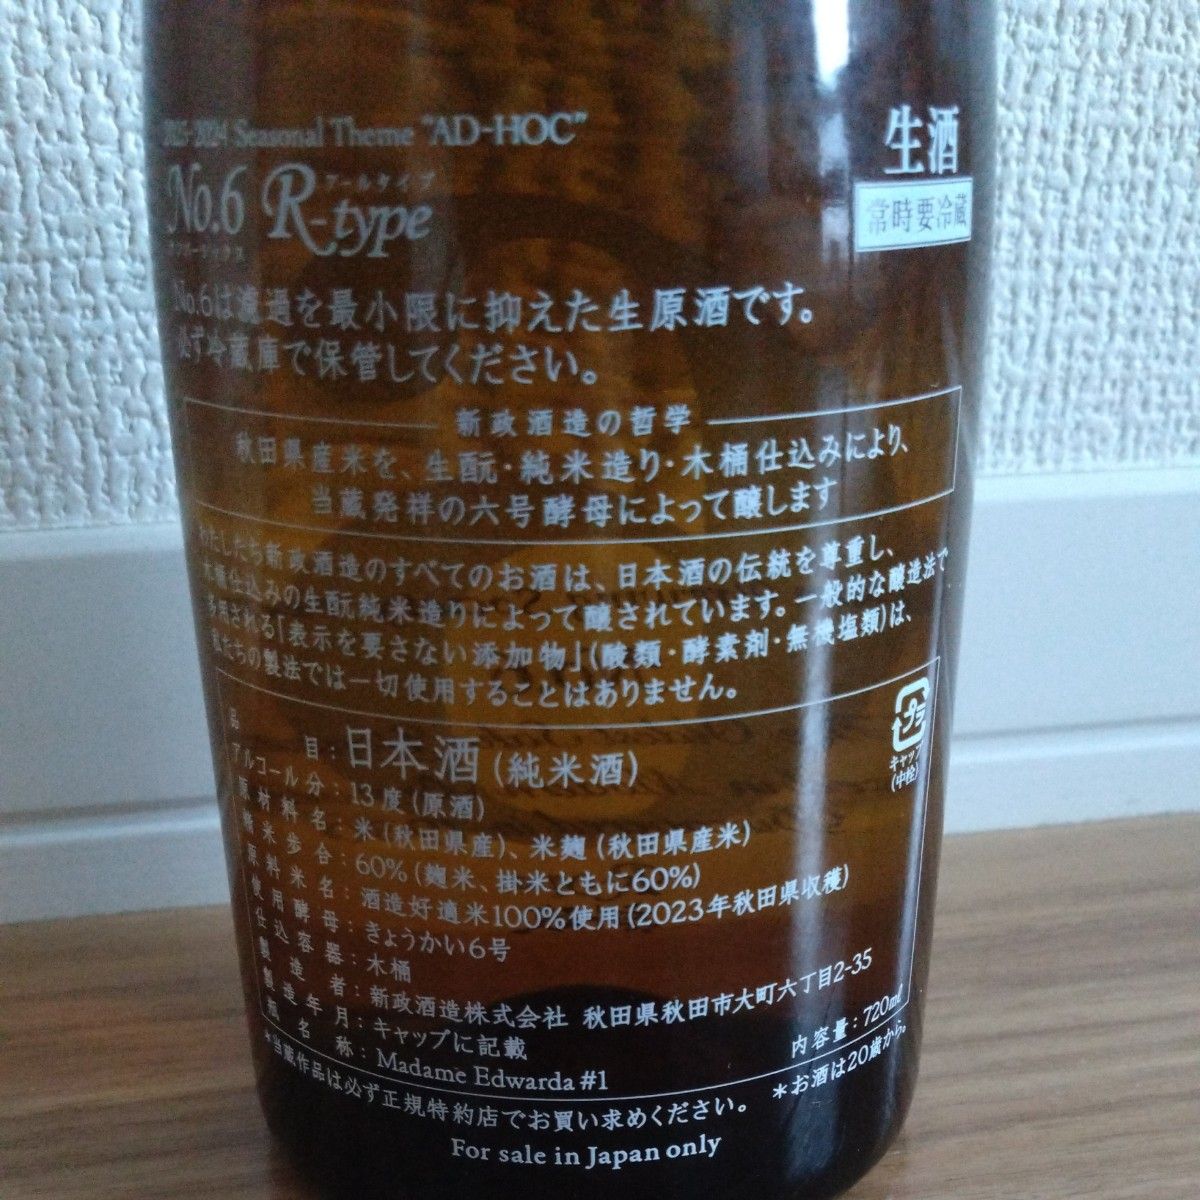 2024 Seasonal Theme "AD-HOC"
生酒
常時要冷蔵
No.6 R-type
アールタイプ
No.6は濾過を最小限に抑えた生原酒です。
必ず冷蔵庫で保管してください。
新政酒造の哲学
秋田県産米を、生酛・純米造り・木桶仕込みにより、
当蔵発祥の六号酵母によって醸します
わたしたち新政酒造のすべてのお酒は、日本酒の伝統を尊重し、
木桶仕込みの生酛純米造りによって醸されています。一般的な醸造法で
多用される「表示を要さない添加物」(酸類・酵素剤・無機塩類)は、
私たちの製法では一切使用することはありません。
品目:日本酒(純米酒)
アルコール分:13度(原酒)
原材料名:米(秋田県産)、米麹(秋田県産米)
精米歩合:60%(麹米、掛米ともに60%)
原料米名:酒造好適米100%使用(2023年秋田県収穫)
使用酵母:きょうかい6号
仕込容器:木桶
製造者:新政酒造株式会社 秋田県秋田市大町六丁目2-35
製造年月:キャップに記載
瓶名称:Madame Edwarda #1
内容量:720ml
プラ
キャップ
(中栓)
*当蔵作品は必ず正規特約店でお買い求めください。 *お酒は20歳から。
For sale in Japan only